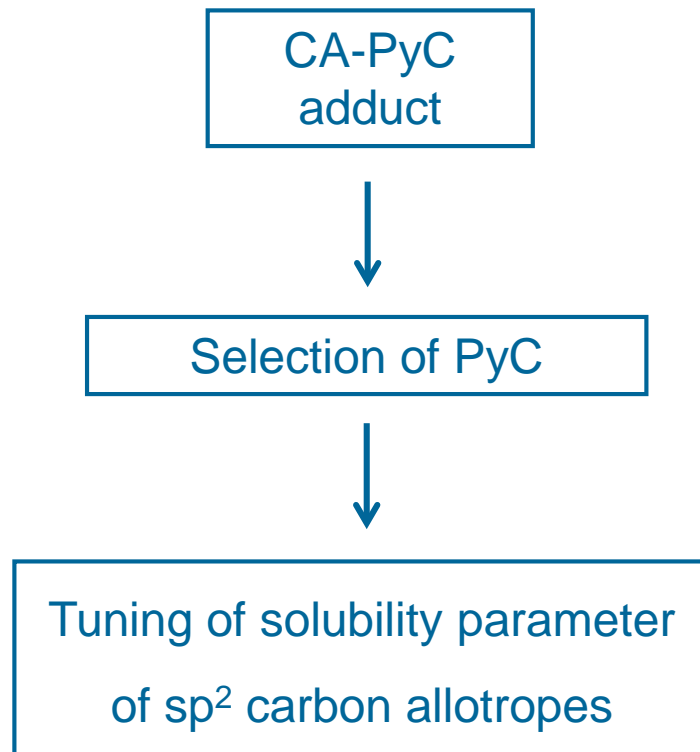 CA-PyC
adduct
Selection of PyC
Tuning of solubility parameter
of sp² carbon allotropes